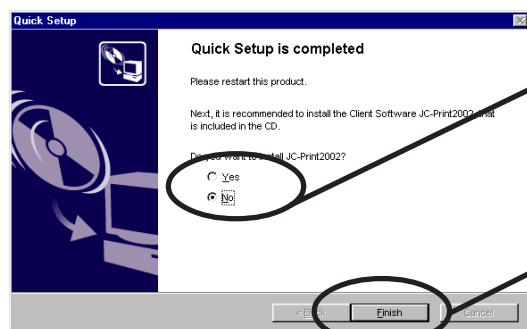 Quick Setup
Quick Setup is completed
Please restart this product.
Next, it is recommended to install the Client Software JC-Print2002 that
is included in the CD.
Do you want to install JC-Print2002?
Yes
No
< Back Finish Cancel